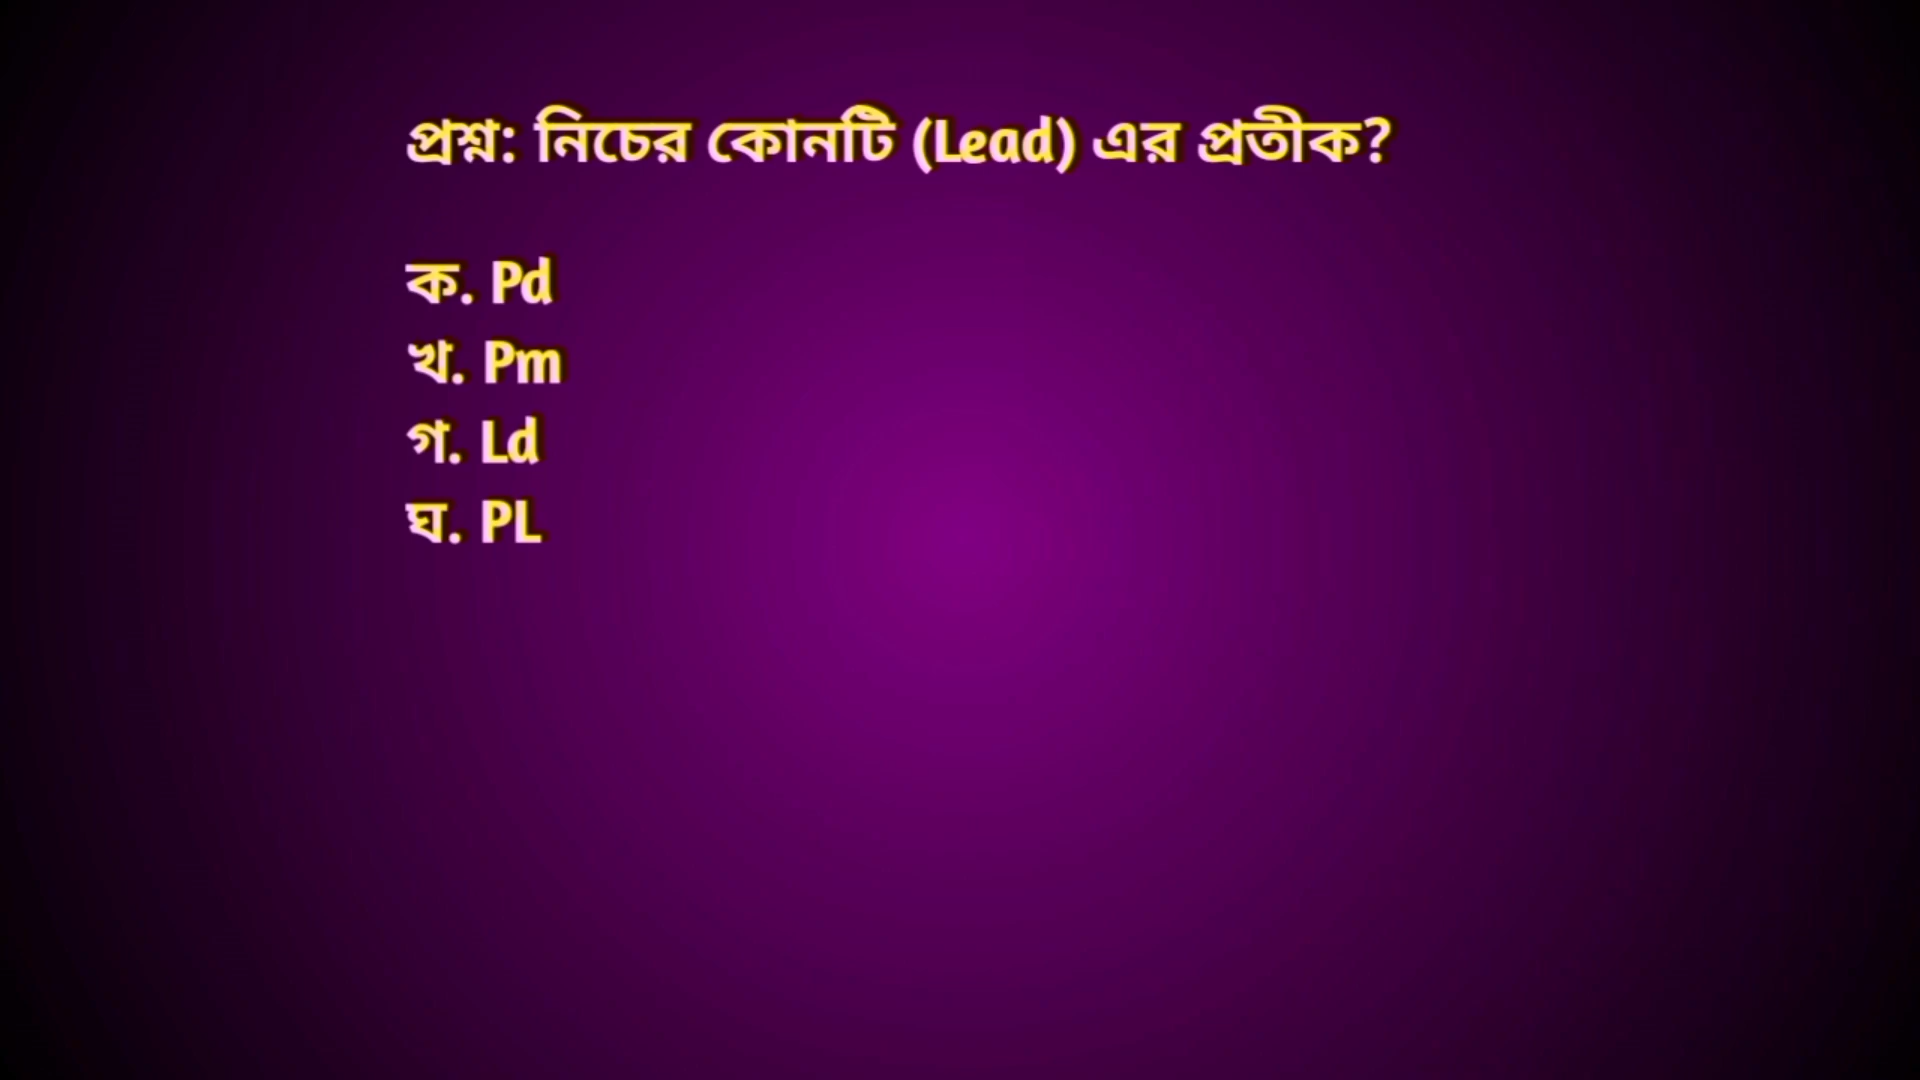 প্রশ্ন: নিচের কোনটি (Lead) এর প্রতীক?
ক. Pd
খ. Pm
গ. Ld
ঘ. PL